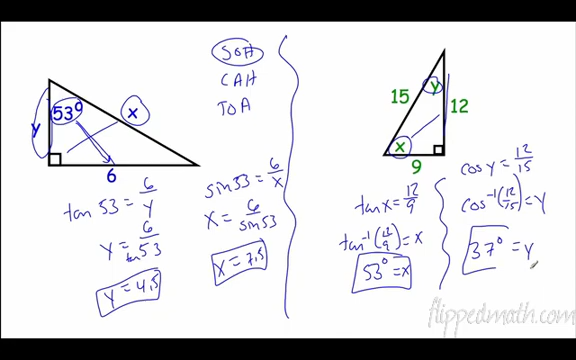 SOH
CAH
TOA
53°
x
y
6
tan 53 = 6/y
y = 6/tan 53
y = 4.5
sin 53 = 6/x
x = 6/sin 53
x = 7.5
15
y
12
x
9
tan x = 12/9
tan⁻¹(12/9) = x
53° = x
cos y = 12/15
cos⁻¹(12/15) = y
37° = y
flippedmath.com